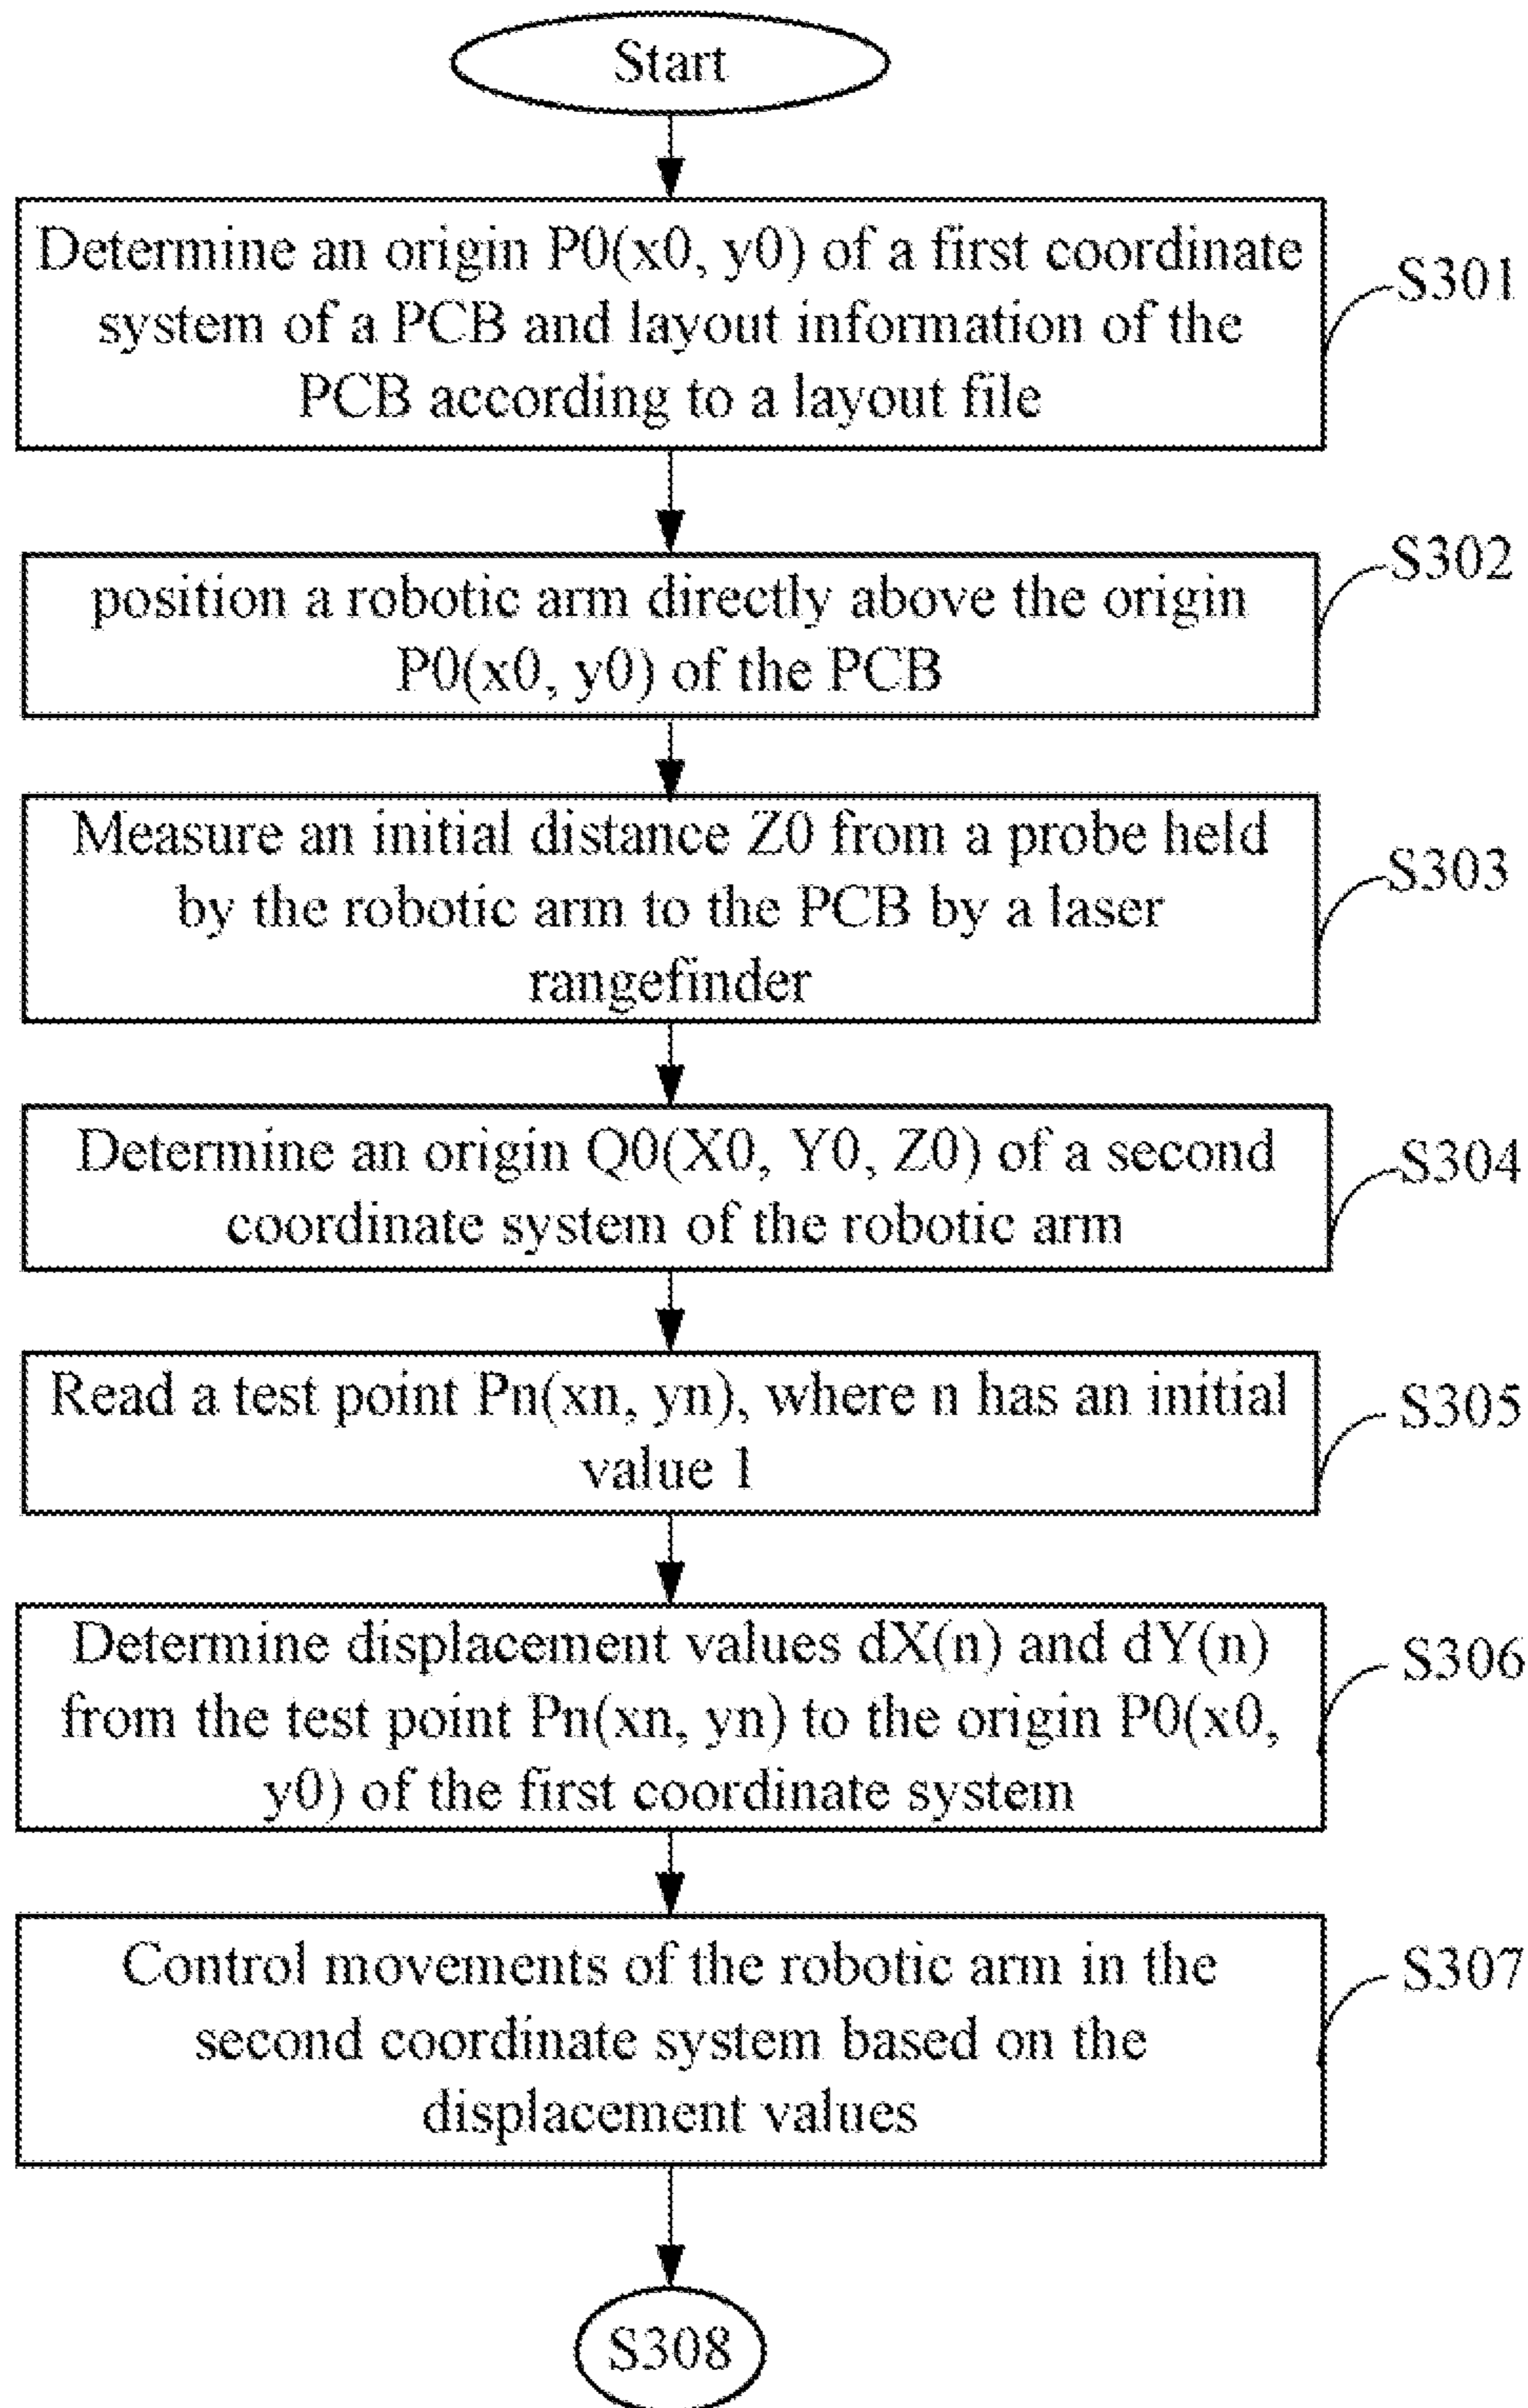 Start
Determine an origin P0(x0, y0) of a first coordinate
system of a PCB and layout information of the
PCB according to a layout file
S301
position a robotic arm directly above the origin
P0(x0, y0) of the PCB
S302
Measure an initial distance Z0 from a probe held
by the robotic arm to the PCB by a laser
rangefinder
S303
Determine an origin Q0(X0, Y0, Z0) of a second
coordinate system of the robotic arm
S304
Read a test point Pn(xn, yn), where n has an initial
value 1
S305
Determine displacement values dX(n) and dY(n)
from the test point Pn(xn, yn) to the origin P0(x0,
y0) of the first coordinate system
S306
Control movements of the robotic arm in the
second coordinate system based on the
displacement values
S307
S308